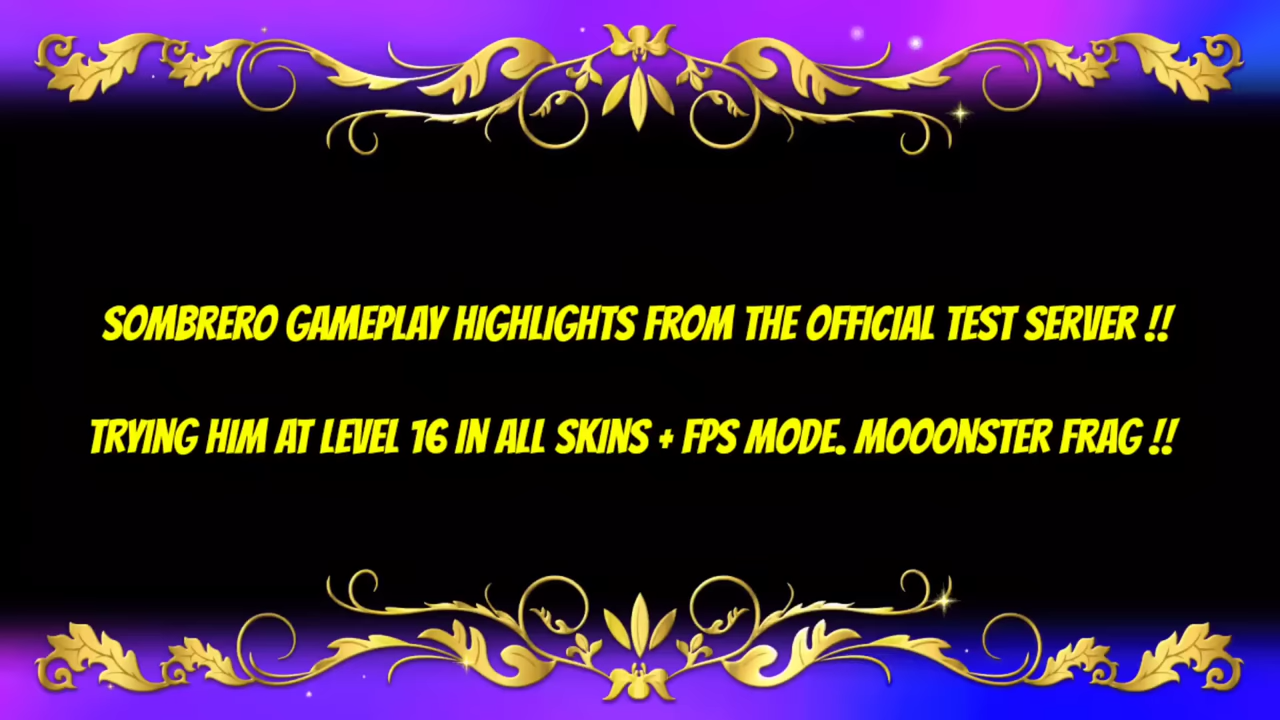 SOMBRERO GAMEPLAY HIGHLIGHTS FROM THE OFFICIAL TEST SERVER !!
TRYING HIM AT LEVEL 16 IN ALL SKINS + FPS MODE. MOOONSTER FRAG !!